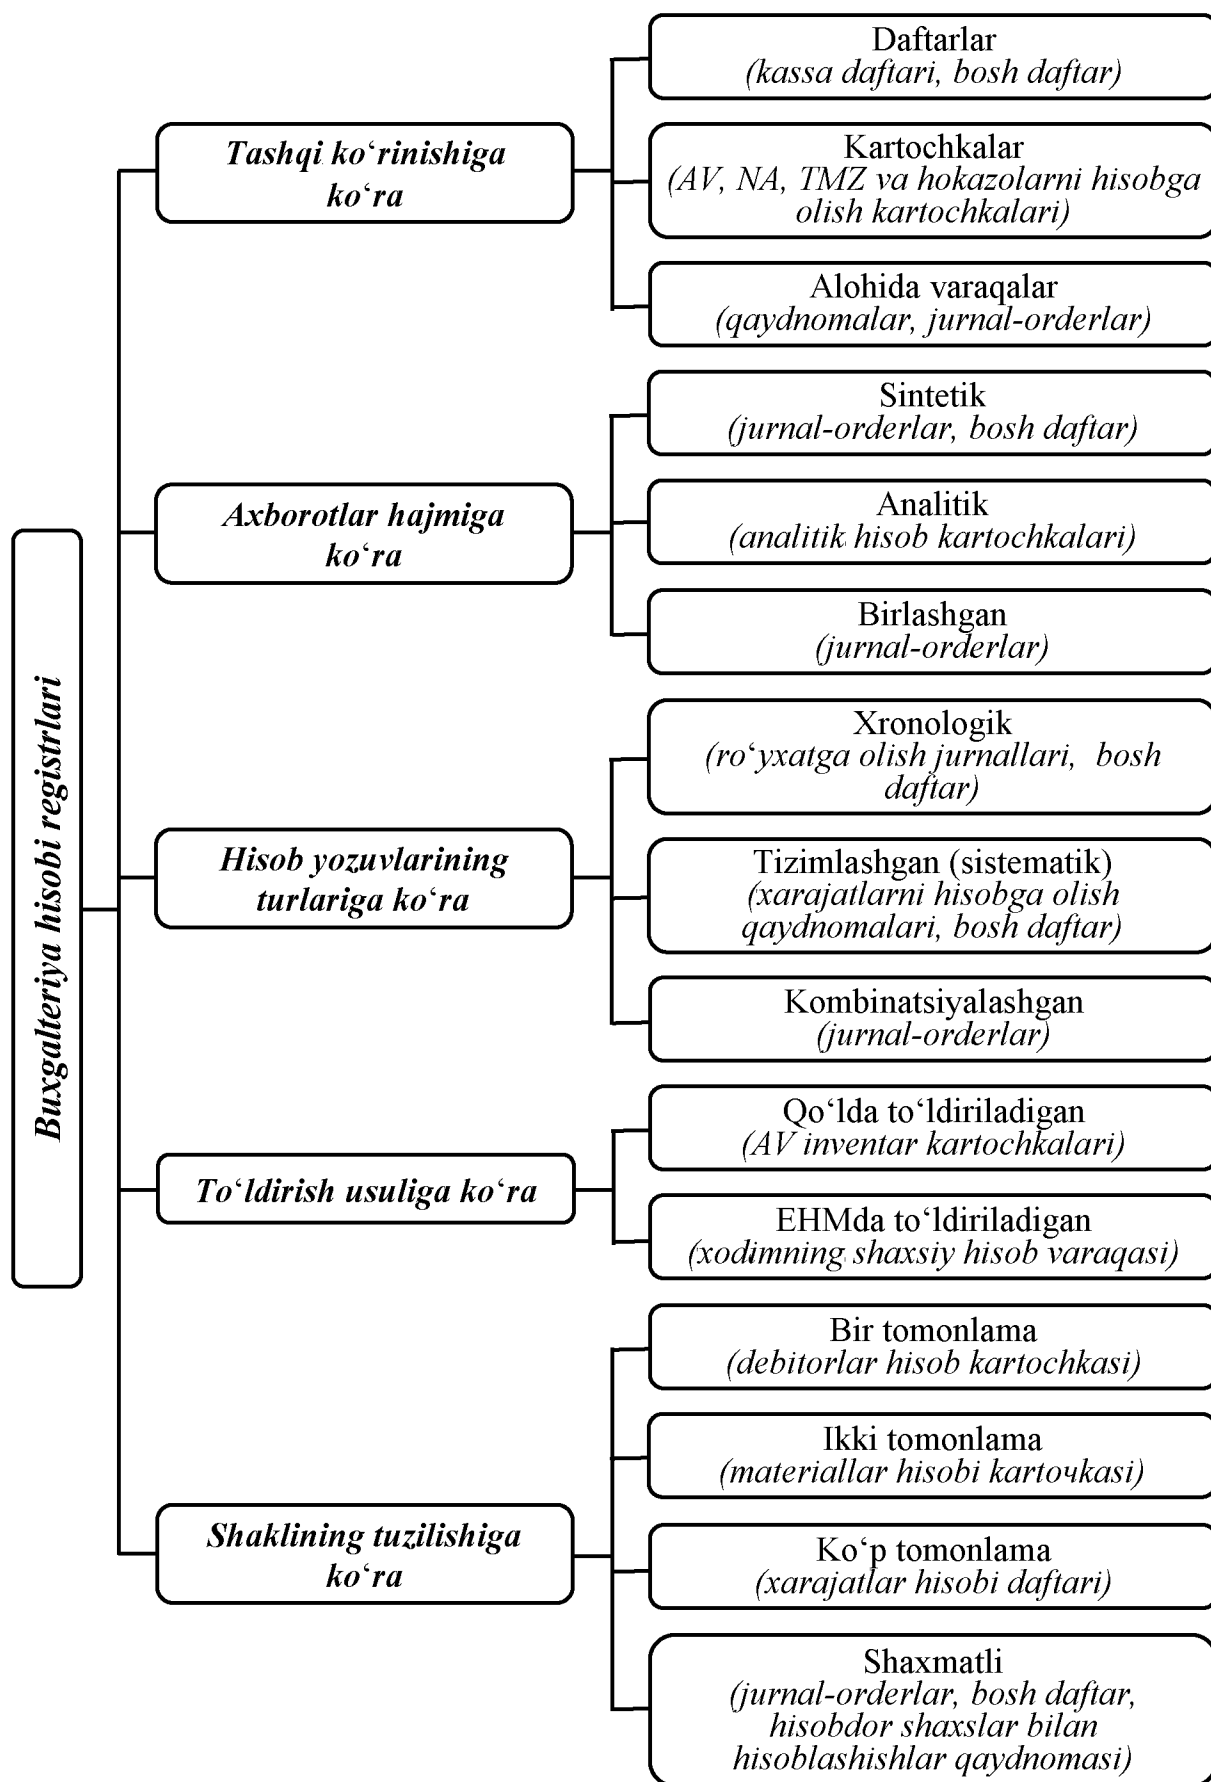 Buxgalteriya hisobi registrlari
Tashqi ko‘rinishiga
ko‘ra
Daftarlar
(kassa daftari, bosh daftar)
Kartochkalar
(AV, NA, TMZ va hokazolarni hisobga
olish kartochkalari)
Alohida varaqalar
(qaydnomalar, jurnal-orderlar)
Axborotlar hajmiga
ko‘ra
Sintetik
(jurnal-orderlar, bosh daftar)
Analitik
(analitik hisob kartochkalari)
Birlashgan
(jurnal-orderlar)
Hisob yozuvlarining
turlariga ko‘ra
Xronologik
(ro‘yxatga olish jurnallari, bosh
daftar)
Tizimlashgan (sistematik)
(xarajatlarni hisobga olish
qaydnomalari, bosh daftar)
Kombinatsiyalashgan
(jurnal-orderlar)
To‘ldirish usuliga ko‘ra
Qo‘lda to‘ldiriladigan
(AV inventar kartochkalari)
EHMda to‘ldiriladigan
(xodimning shaxsiy hisob varaqasi)
Shaklining tuzilishiga
ko‘ra
Bir tomonlama
(debitorlar hisob kartochkasi)
Ikki tomonlama
(materiallar hisobi kartoчkasi)
Ko‘p tomonlama
(xarajatlar hisobi daftari)
Shaxmatli
(jurnal-orderlar, bosh daftar,
hisobdor shaxslar bilan
hisoblashishlar qaydnomasi)